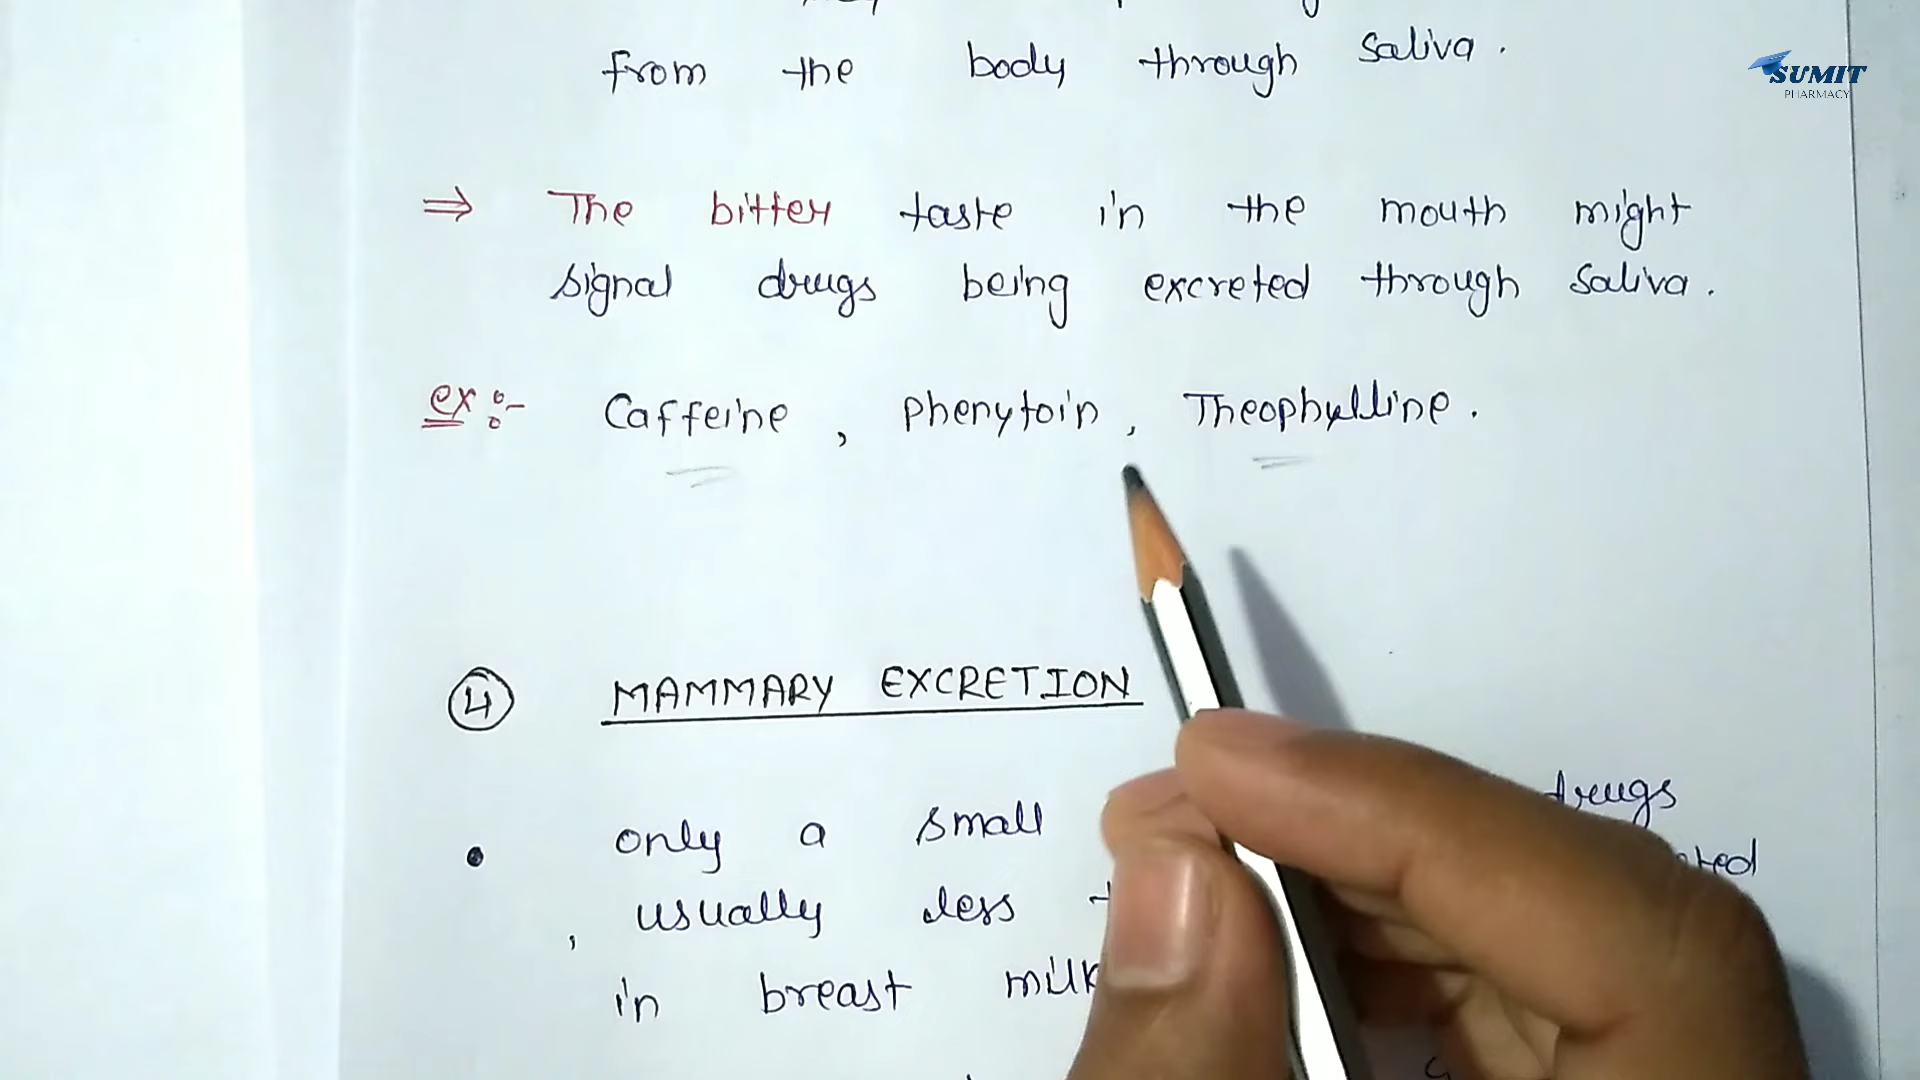 from the body through saliva.
SUMIT
PHARMACY
⇒ The bitter taste in the mouth might
signal drugs being excreted through saliva.
ex:- Caffeine, Phenytoin, Theophylline.
4 MAMMARY EXCRETION
• only a small drugs
, usually less
in breast milk